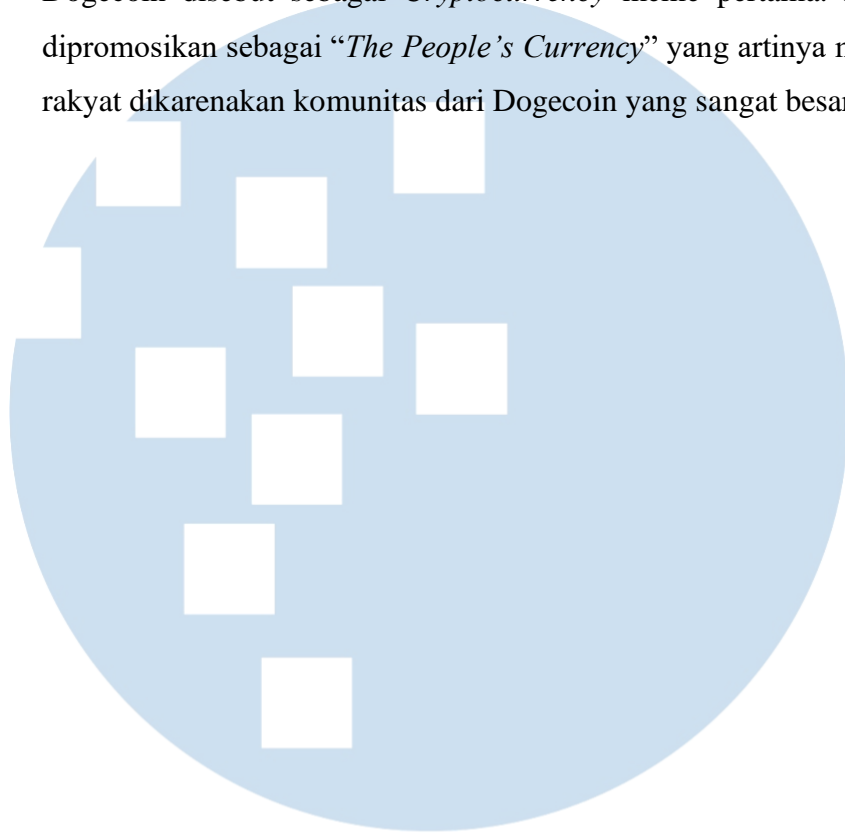 Dogecoin disebut sebagai Cryptocurrency meme pertama.
dipromosikan sebagai “The People’s Currency” yang artinya
rakyat dikarenakan komunitas dari Dogecoin yang sangat besar